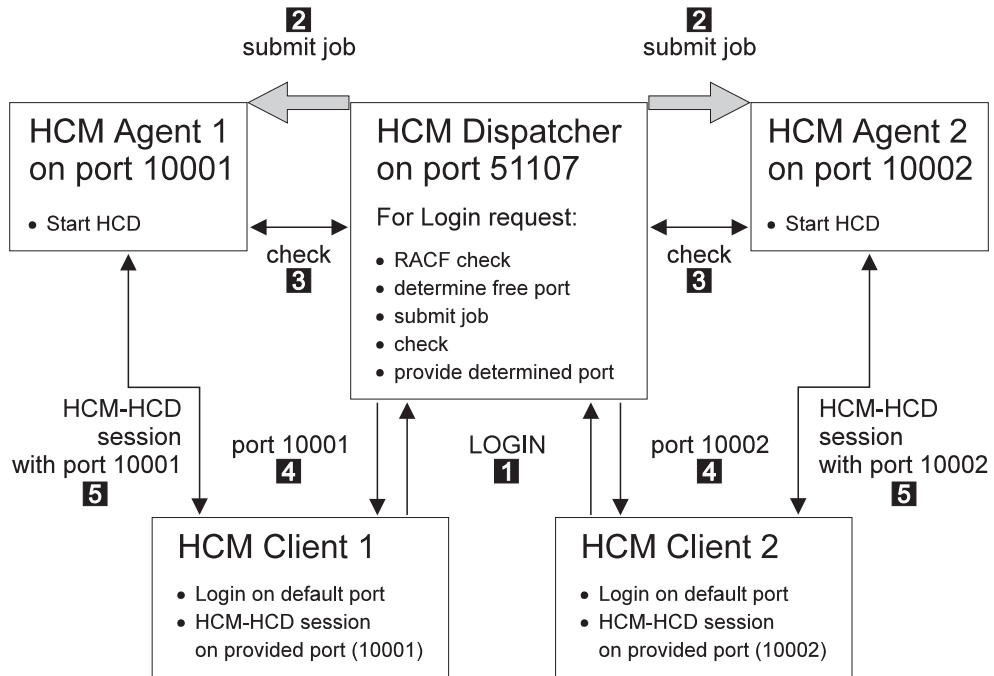 2
submit job
2
submit job
HCM Agent 1
on port 10001
• Start HCD
HCM Dispatcher
on port 51107
For Login request:
• RACF check
• determine free port
• submit job
• check
• provide determined port
HCM Agent 2
on port 10002
• Start HCD
check
3
check
3
HCM-HCD
session
with port 10001
5
port 10001
4
LOGIN
1
port 10002
4
HCM-HCD
session
with port 10002
5
HCM Client 1
• Login on default port
• HCM-HCD session
on provided port (10001)
HCM Client 2
• Login on default port
• HCM-HCD session
on provided port (10002)